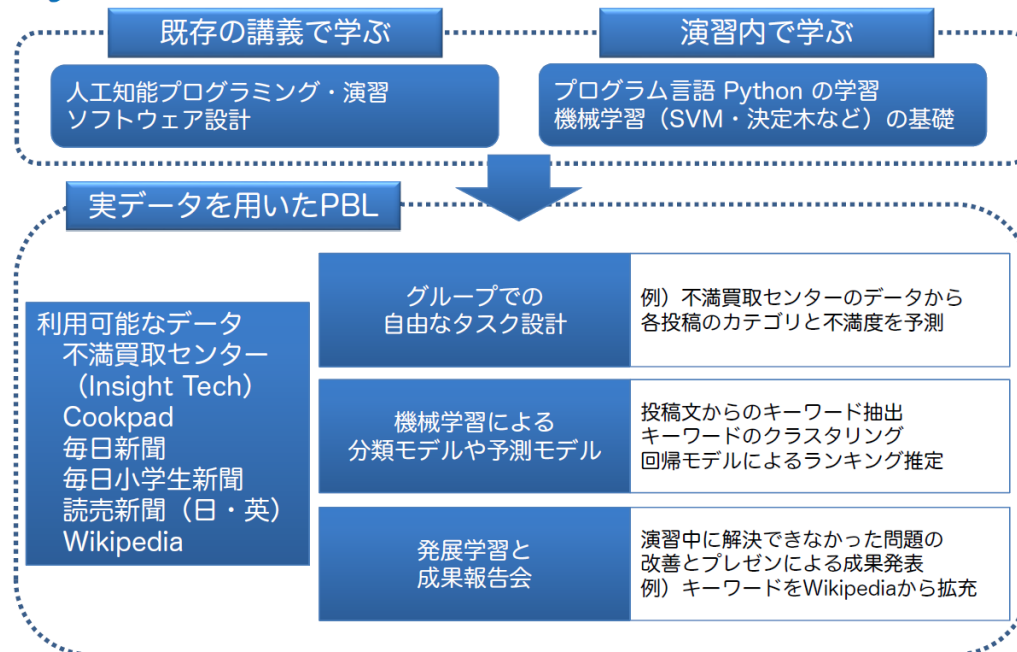 既存の講義で学ぶ
人工知能プログラミング・演習
ソフトウェア設計
演習内で学ぶ
プログラム言語 Python の学習
機械学習（SVM・決定木など）の基礎
実データを用いたPBL
利用可能なデータ
不満買取センター
（Insight Tech）
Cookpad
毎日新聞
毎日小学生新聞
読売新聞（日・英）
Wikipedia
グループでの
自由なタスク設計
例）不満買取センターのデータから
各投稿のカテゴリと不満度を予測
機械学習による
分類モデルや予測モデル
投稿文からのキーワード抽出
キーワードのクラスタリング
回帰モデルによるランキング推定
発展学習と
成果報告会
演習中に解決できなかった問題の
改善とプレゼンによる成果発表
例）キーワードをWikipediaから拡充